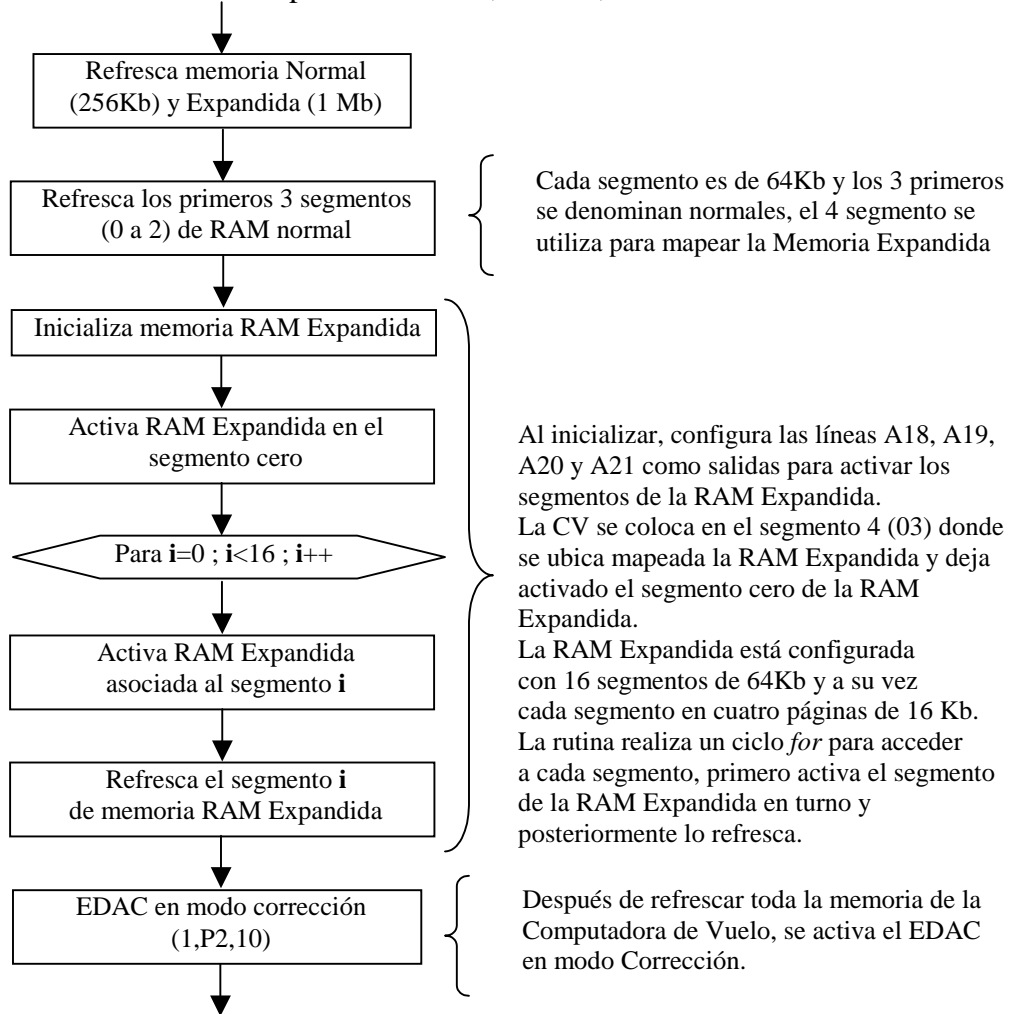 Refresca memoria Normal
(256Kb) y Expandida (1 Mb)
Refresca los primeros 3 segmentos
(0 a 2) de RAM normal
Cada segmento es de 64Kb y los 3 primeros
se denominan normales, el 4 segmento se
utiliza para mapear la Memoria Expandida
Inicializa memoria RAM Expandida
Activa RAM Expandida en el
segmento cero
Para i=0 ; i<16 ; i++
Activa RAM Expandida
asociada al segmento i
Refresca el segmento i
de memoria RAM Expandida
Al inicializar, configura las líneas A18, A19,
A20 y A21 como salidas para activar los
segmentos de la RAM Expandida.
La CV se coloca en el segmento 4 (03) donde
se ubica mapeada la RAM Expandida y deja
activado el segmento cero de la RAM
Expandida.
La RAM Expandida está configurada
con 16 segmentos de 64Kb y a su vez
cada segmento en cuatro páginas de 16 Kb.
La rutina realiza un ciclo for para acceder
a cada segmento, primero activa el segmento
de la RAM Expandida en turno y
posteriormente lo refresca.
EDAC en modo corrección
(1,P2,10)
Después de refrescar toda la memoria de la
Computadora de Vuelo, se activa el EDAC
en modo Corrección.